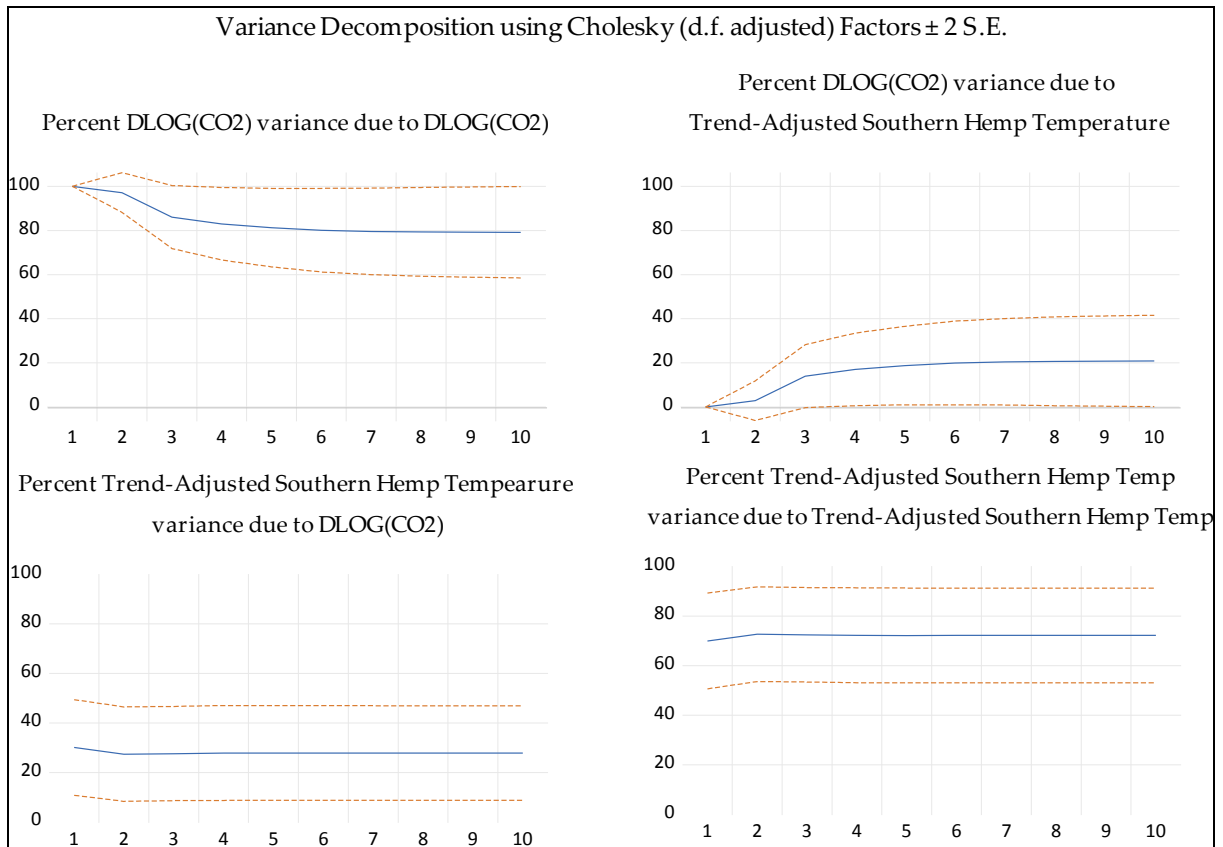 Variance Decomposition using Cholesky (d.f. adjusted) Factors ± 2 S.E.
Percent DLOG(CO2) variance due to DLOG(CO2)
100
80
60
40
20
0
1 2 3 4 5 6 7 8 9 10
Percent DLOG(CO2) variance due to
Trend-Adjusted Southern Hemp Temperature
100
80
60
40
20
0
1 2 3 4 5 6 7 8 9 10
Percent Trend-Adjusted Southern Hemp Tempearure
variance due to DLOG(CO2)
100
80
60
40
20
0
1 2 3 4 5 6 7 8 9 10
Percent Trend-Adjusted Southern Hemp Temp
variance due to Trend-Adjusted Southern Hemp Temp
100
80
60
40
20
0
1 2 3 4 5 6 7 8 9 10